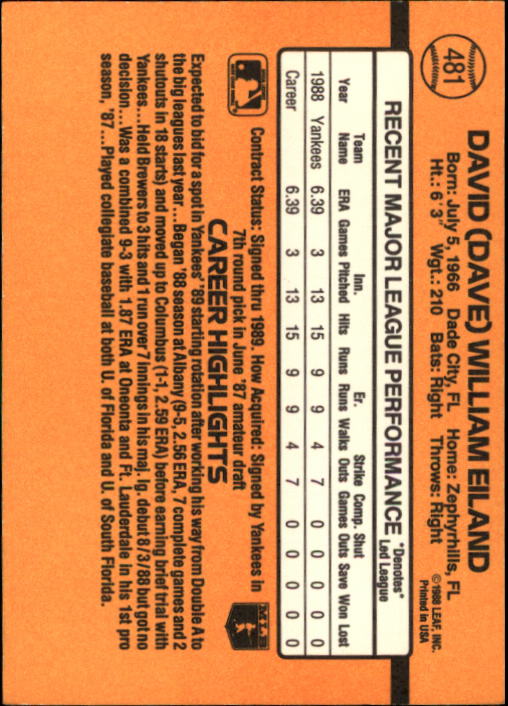 481
DAVID (DAVE) WILLIAM EILAND
Born: July 5, 1966 Dade City, FL Home: Zephyrhills, FL
Ht.: 6'3" Wgt.: 210 Bats: Right Throws: Right
©1988 LEAF, INC.
Printed in USA
RECENT MAJOR LEAGUE PERFORMANCE
*Denotes*
Led League
Team Inn. Er. Strike Comp. Shut
Year Name ERA Games Pitched Hits Runs Runs Walks Outs Games Outs Save Won Lost
1988 Yankees 6.39 3 13 15 9 9 4 7 0 0 0 0 0
Career 6.39 3 13 15 9 9 4 7 0 0 0 0 0
Contract Status: Signed thru 1989. How Acquired: Signed by Yankees in
7th round pick in June '87 amateur draft
MLB
CAREER HIGHLIGHTS
Expected to bid for a spot in Yankees' '89 starting rotation after working his way from Double A to
the big leagues last year...Began '88 season at Albany (9-5, 2.56 ERA, 7 complete games and 2
shutouts in 18 starts) and moved up to Columbus (1-1, 2.59 ERA) before earning brief trial with
Yankees...Held Brewers to 3 hits and 1 run over 7 innings in his maj. lg. debut 8/3/88 but got no
decision...Was a combined 9-3 with 1.87 ERA at Oneonta and Ft. Lauderdale in his 1st pro
season, '87...Played collegiate baseball at both U. of Florida and U. of South Florida.